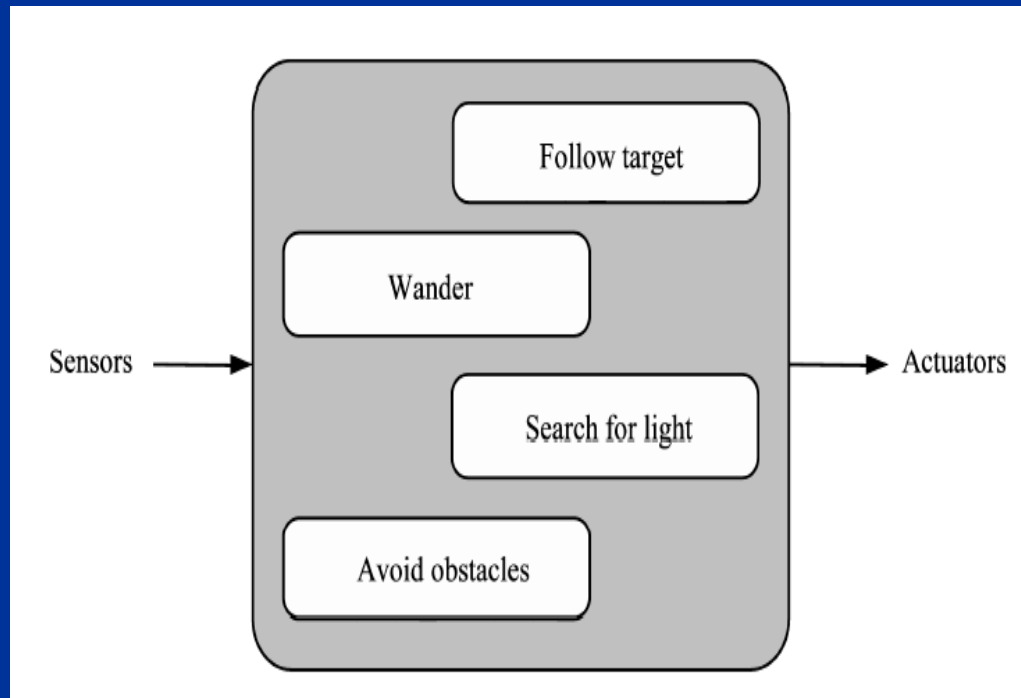 Follow target
Wander
Sensors
Actuators
Search for light
Avoid obstacles